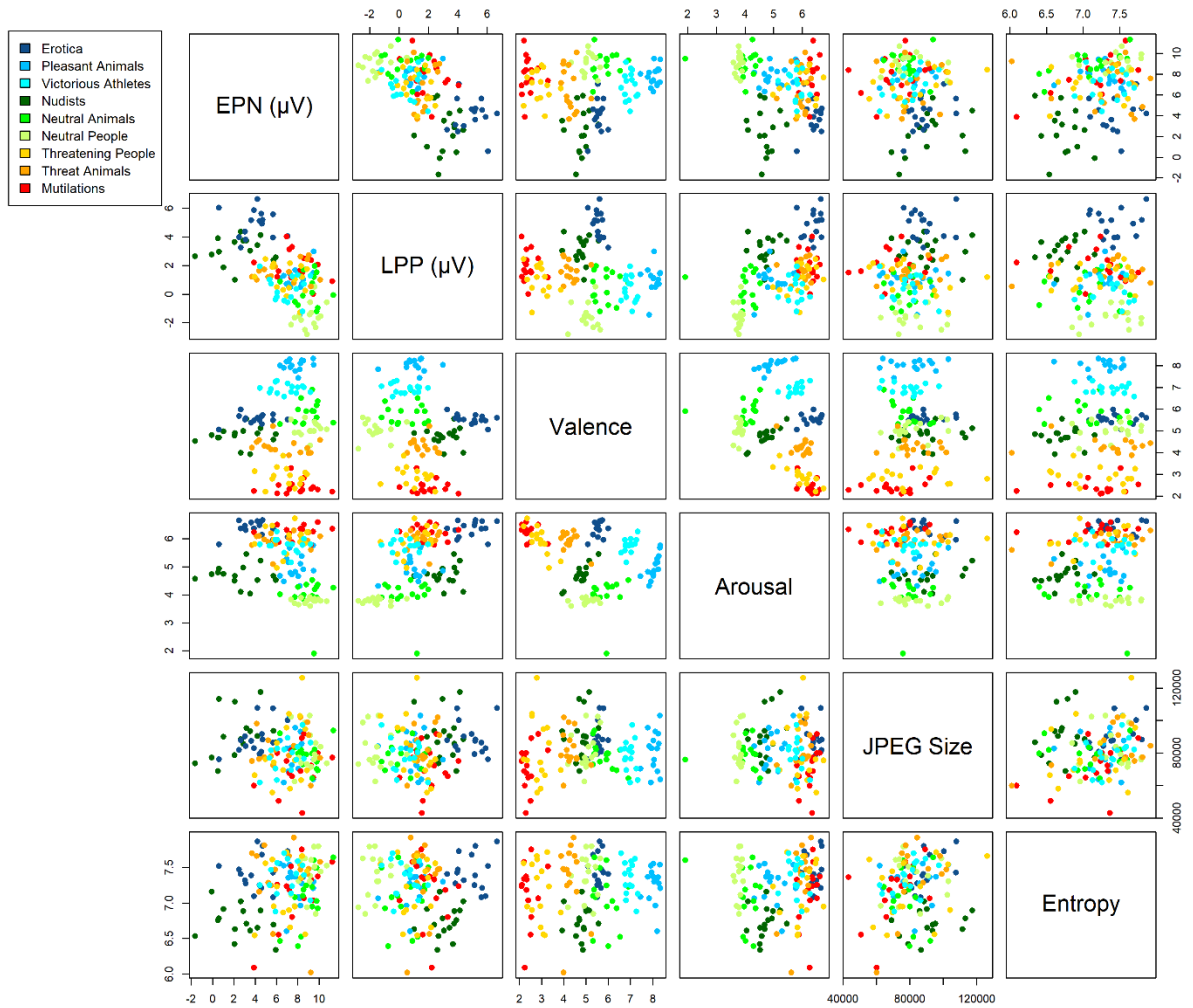 -2 0 2 4 6
2 3 4 5 6
6.0 6.5 7.0 7.5
Erotica
Pleasant Animals
Victorious Athletes
Nudists
Neutral Animals
Neutral People
Threatening People
Threat Animals
Mutilations
EPN (µV)
-2 0 2 4 6 8 10
-2 0 2 4 6
LPP (µV)
Valence
2 3 4 5 6 7 8
2 3 4 5 6
Arousal
JPEG Size
40000 80000 120000
6.0 6.5 7.0 7.5
Entropy
-2 0 2 4 6 8 10
2 3 4 5 6 7 8
40000 80000 120000